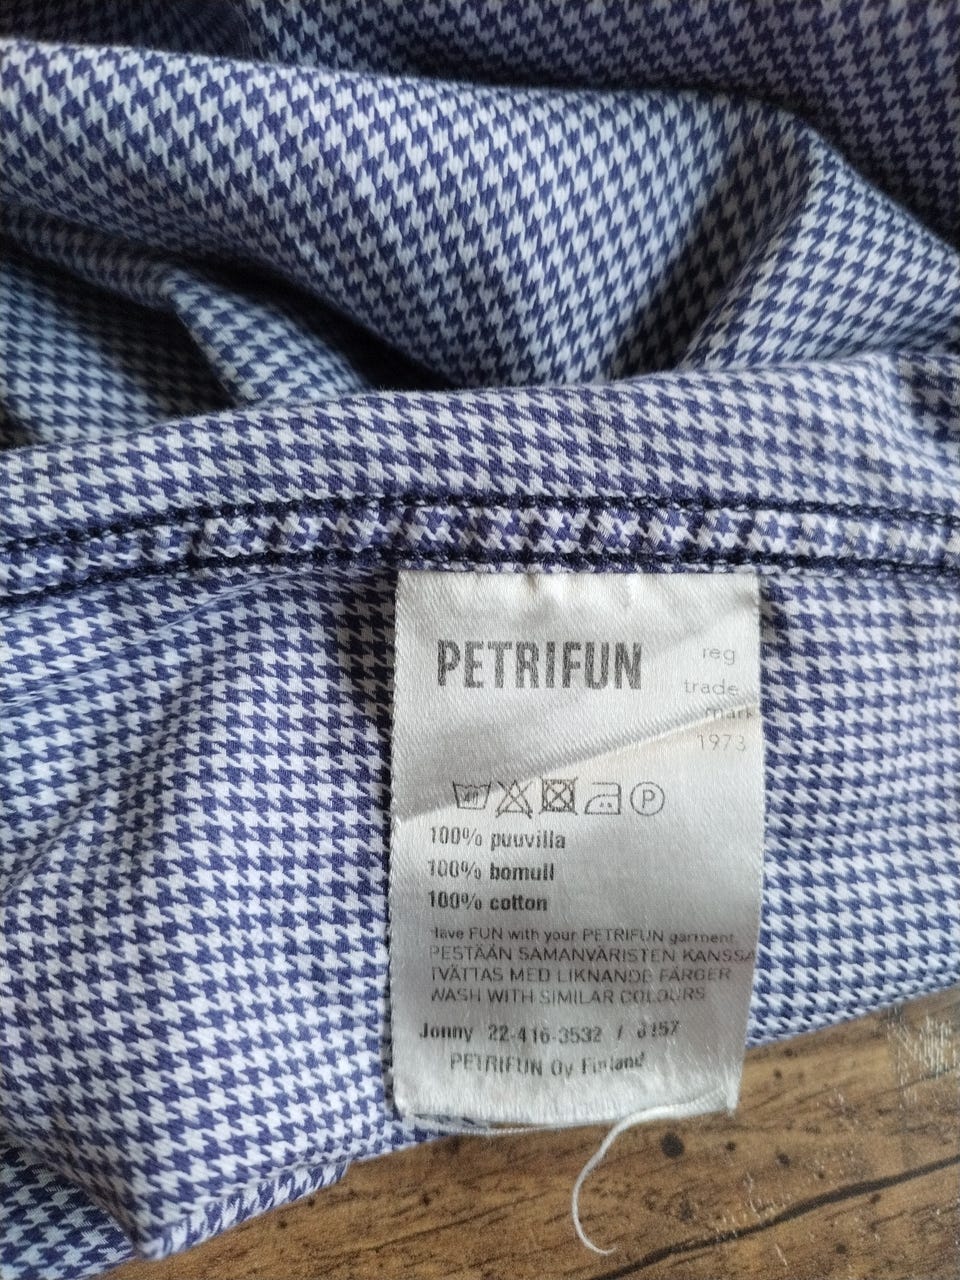 PETRIFUN
reg
trade
mark
1973
40 P
100% puuvilla
100% bomull
100% cotton
Have FUN with your PETRIFUN garment
PESTÄÄN SAMANVÄRISTEN KANSSA
TVÄTTAS MED LIKNANDE FÄRGER
WASH WITH SIMILAR COLOURS
Jonny 22-416-3532 /
PETRIFUN Oy Finland